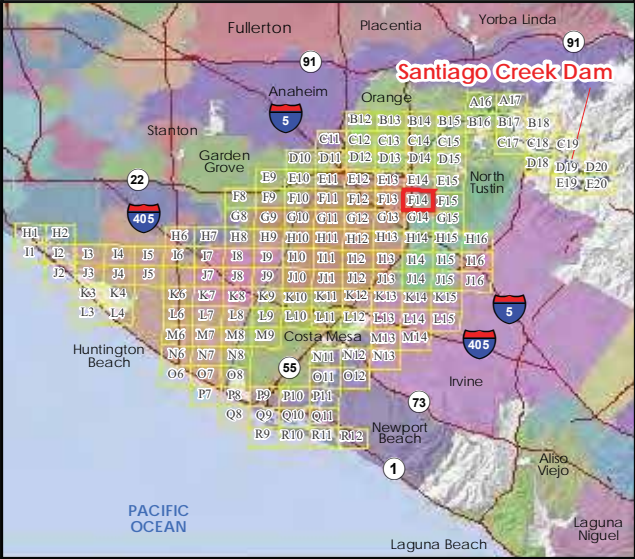 Fullerton
Placentia
Yorba Linda
91
91
Santiago Creek Dam
Anaheim
Orange
5
A16 A17
B12 B13 B14 B15 B16 B17 B18
Stanton
C11 C12 C13 C14 C15 C17 C18 C19
Garden
Grove
D10 D11 D12 D13 D14 D15 D18 D19 D20
North
Tustin
22
E9 E10 E11 E12 E13 E14 E15 E19 E20
F8 F9 F10 F11 F12 F13 F14 F15
405
G8 G9 G10 G11 G12 G13 G14 G15
H1 H2 H6 H7 H8 H9 H10 H11 H12 H13 H14 H15 H16
I1 I2 I3 I4 I5 I6 I7 I8 I9 I10 I11 I12 I13 I14 I15 I16
J2 J3 J4 J5 J7 J8 J9 J10 J11 J12 J13 J14 J15 J16
K3 K4 K6 K7 K8 K9 K10 K11 K12 K13 K14 K15
5
L3 L4 L6 L7 L8 L9 L10 L11 L12 L13 L14 L15
M6 M7 M8 M9 Costa Mesa M13 M14
405
Huntington
Beach
N6 N7 N8 N11 N12 N13
55
O6 O7 O8 O11 O12
Irvine
P7 P8 P9 P10 P11
73
Q8 Q9 Q10 Q11
Newport
Beach
R9 R10 R11 R12
1
Aliso
Viejo
PACIFIC
OCEAN
Laguna
Niguel
Laguna Beach